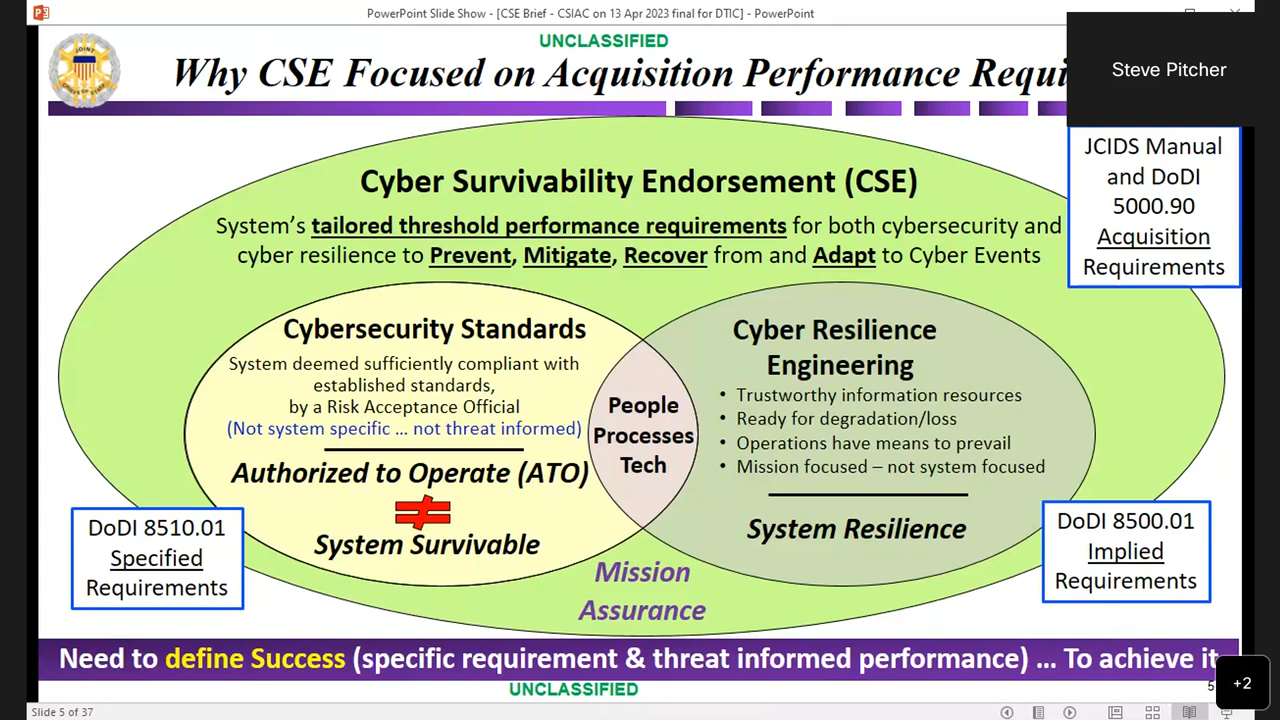 PowerPoint Slide Show - [CSE Brief - CSIAC on 13 Apr 2023 final for DTIC] - PowerPoint
UNCLASSIFIED
Why CSE Focused on Acquisition Performance Requi
Steve Pitcher
JCIDS Manual
and DoDI
5000.90
Acquisition
Requirements
Cyber Survivability Endorsement (CSE)
System's tailored threshold performance requirements for both cybersecurity and
cyber resilience to Prevent, Mitigate, Recover from and Adapt to Cyber Events
Cybersecurity Standards
System deemed sufficiently compliant with
established standards,
by a Risk Acceptance Official
(Not system specific ... not threat informed)
Authorized to Operate (ATO)
≠
System Survivable
People
Processes
Tech
Cyber Resilience
Engineering
• Trustworthy information resources
• Ready for degradation/loss
• Operations have means to prevail
• Mission focused – not system focused
System Resilience
DoDI 8510.01
Specified
Requirements
DoDI 8500.01
Implied
Requirements
Mission
Assurance
Need to define Success (specific requirement & threat informed performance) ... To achieve it
UNCLASSIFIED
5
+2
Slide 5 of 37